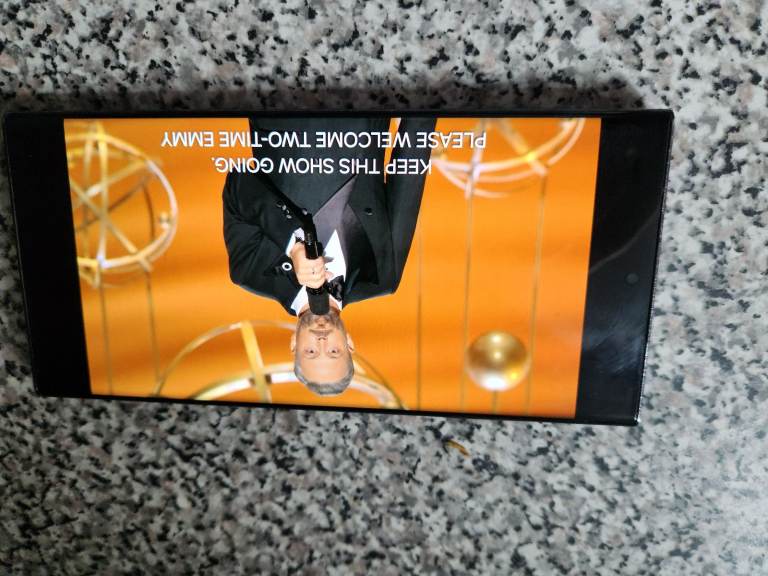 KEEP THIS SHOW GOING.
PLEASE WELCOME TWO-TIME EMMY